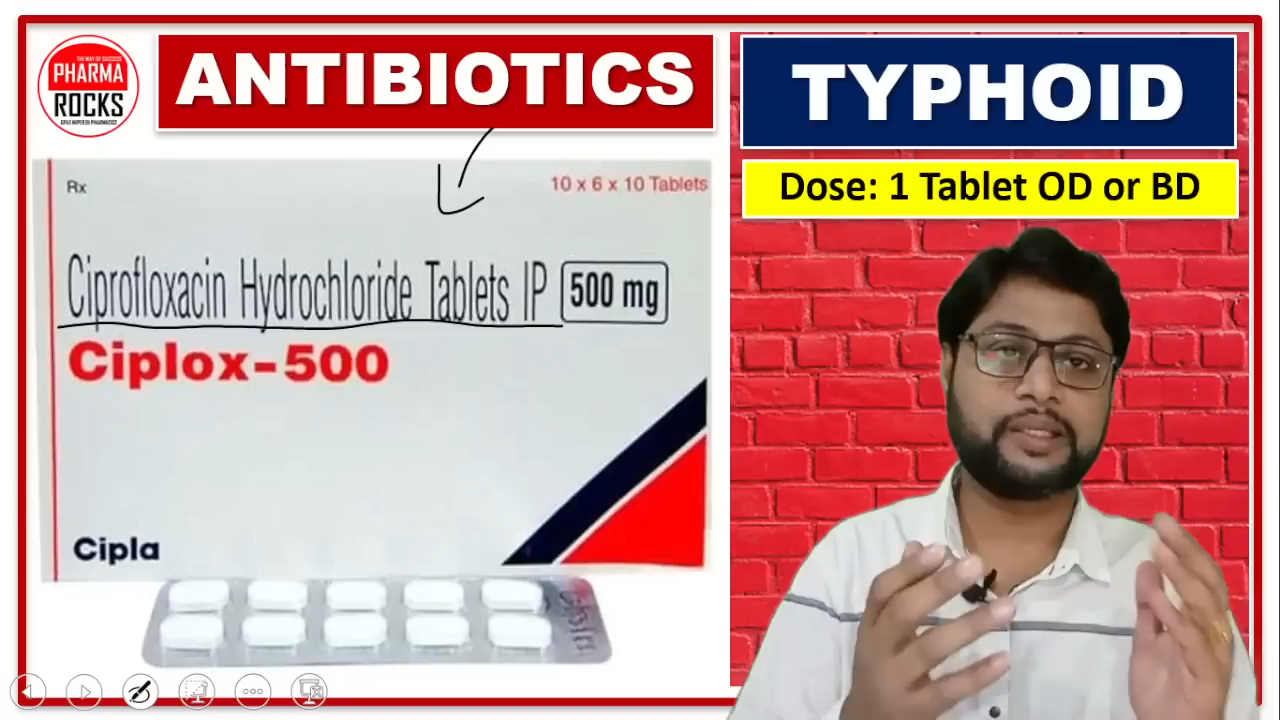 THE WAY OF SUCCESS
PHARMA
ROCKS
ANTIBIOTICS
TYPHOID
Dose: 1 Tablet OD or BD
Rx
10 x 6 x 10 Tablets
Ciprofloxacin Hydrochloride Tablets IP 500 mg
Ciplox-500
Cipla